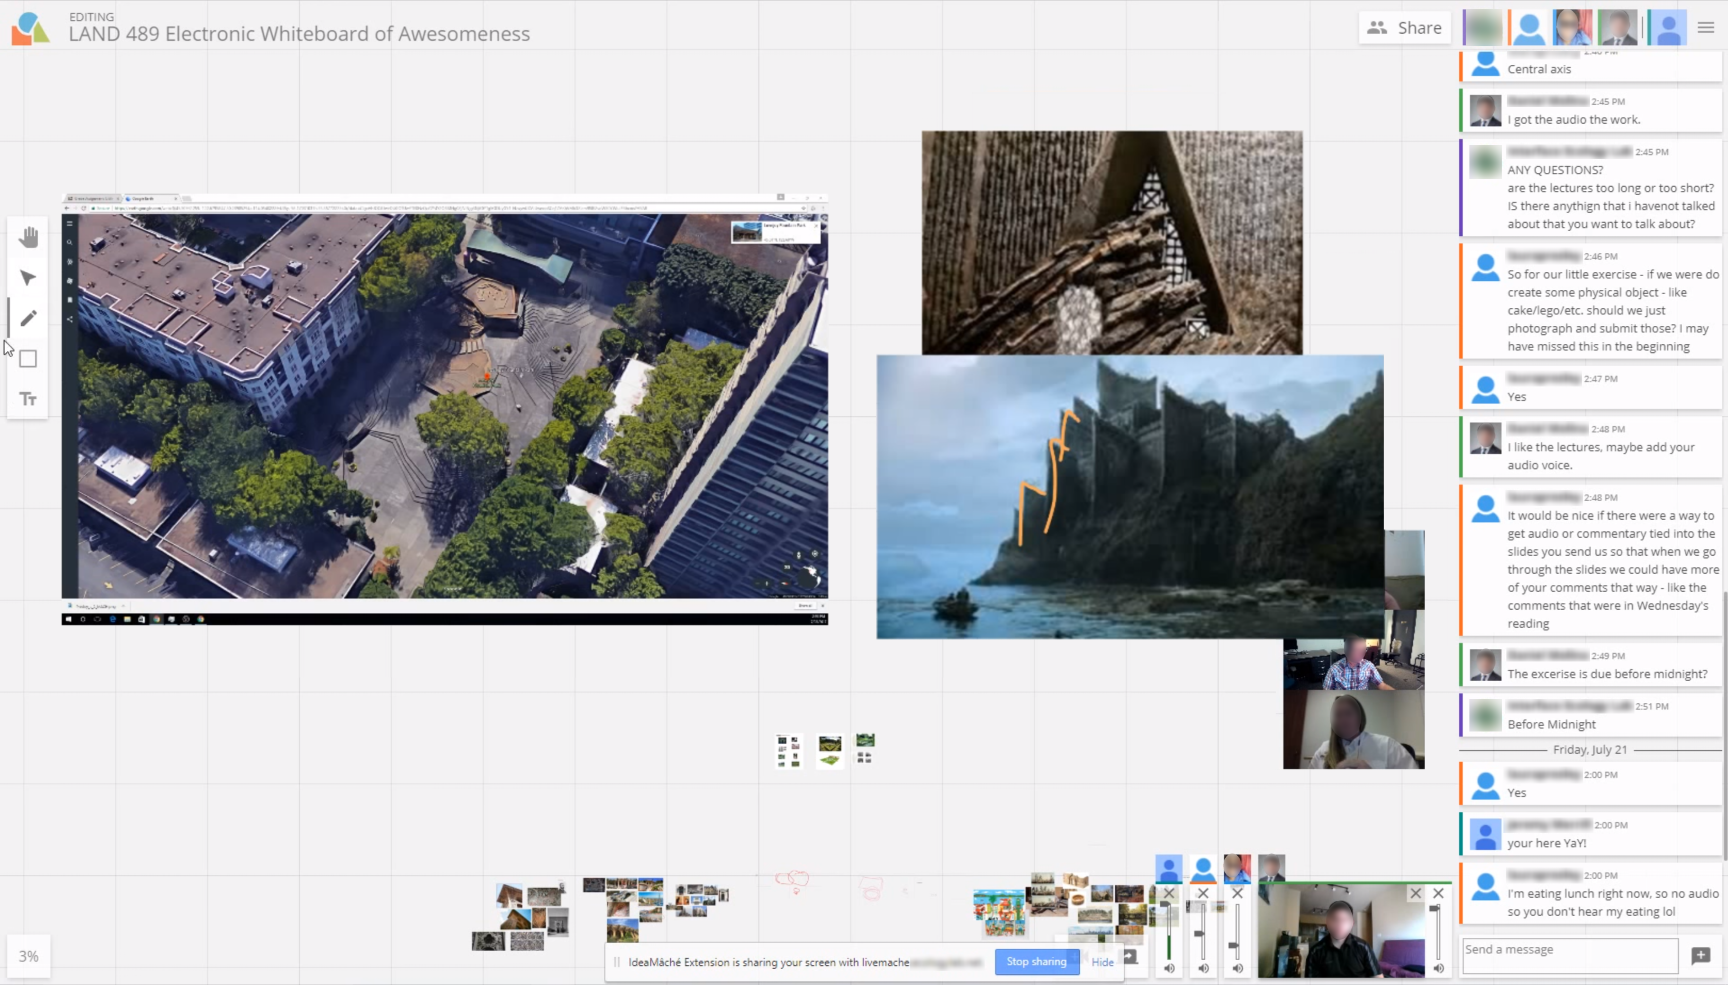 EDITING
LAND 489 Electronic Whiteboard of Awesomeness
Share
Central axis
2:45 PM
I got the audio the work.
2:45 PM
ANY QUESTIONS?
are the lectures too long or too short?
IS there anythign that i havenot talked
about that you want to talk about?
2:46 PM
So for our little exercise - if we were do
create some physical object - like
cake/lego/etc. should we just
photograph and submit those? I may
have missed this in the beginning
2:47 PM
Yes
2:48 PM
I like the lectures, maybe add your
audio voice.
2:48 PM
It would be nice if there were a way to
get audio or commentary tied into the
slides you send us so that when we go
through the slides we could have more
of your comments that way - like the
comments that were in Wednesday's
reading
2:49 PM
The excerise is due before midnight?
2:51 PM
Before Midnight
Friday, July 21
2:00 PM
Yes
2:00 PM
your here YaY!
2:00 PM
I'm eating lunch right now, so no audio
so you don't hear my eating lol
Send a message
Tт
3%
IdeaMâché Extension is sharing your screen with livemache
Stop sharing
Hide